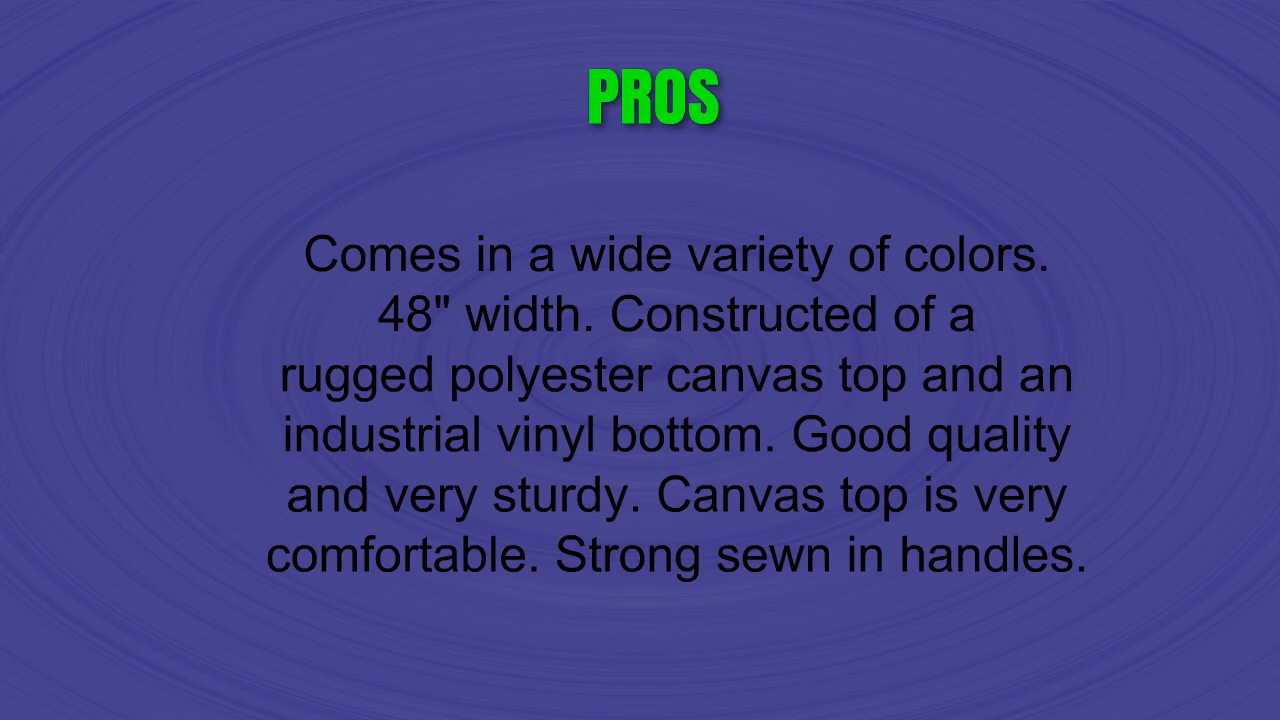 PROS
Comes in a wide variety of colors.
48" width. Constructed of a
rugged polyester canvas top and an
industrial vinyl bottom. Good quality
and very sturdy. Canvas top is very
comfortable. Strong sewn in handles.